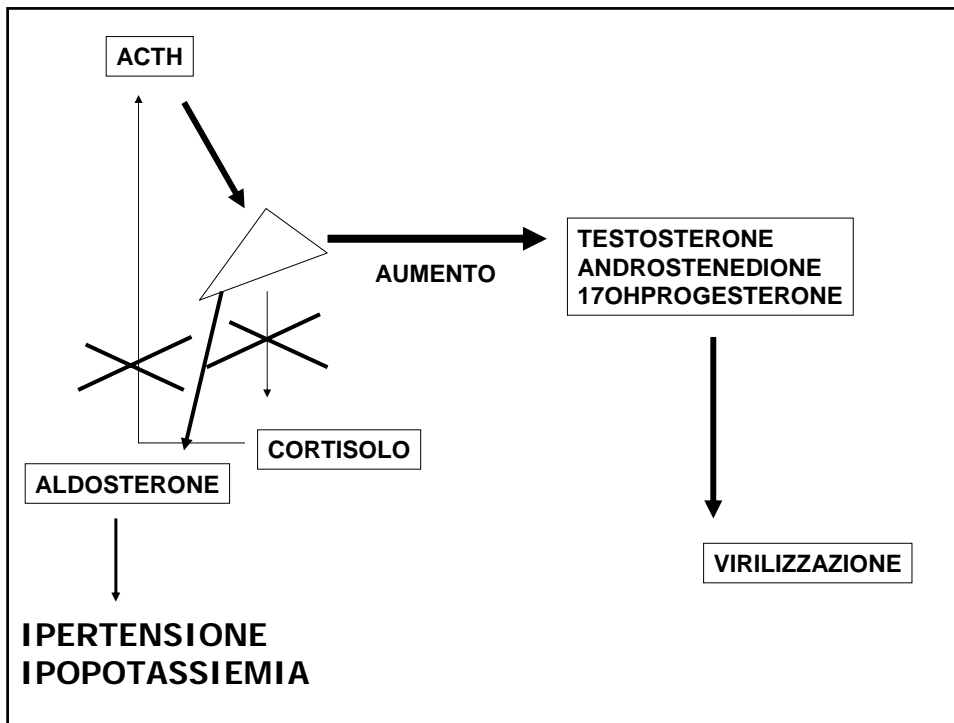 ACTH
AUMENTO
TESTOSTERONE
ANDROSTENEDIONE
17OHPROGESTERONE
CORTISOLO
ALDOSTERONE
VIRILIZZAZIONE
IPERTENSIONE
IPOPOTASSIEMIA